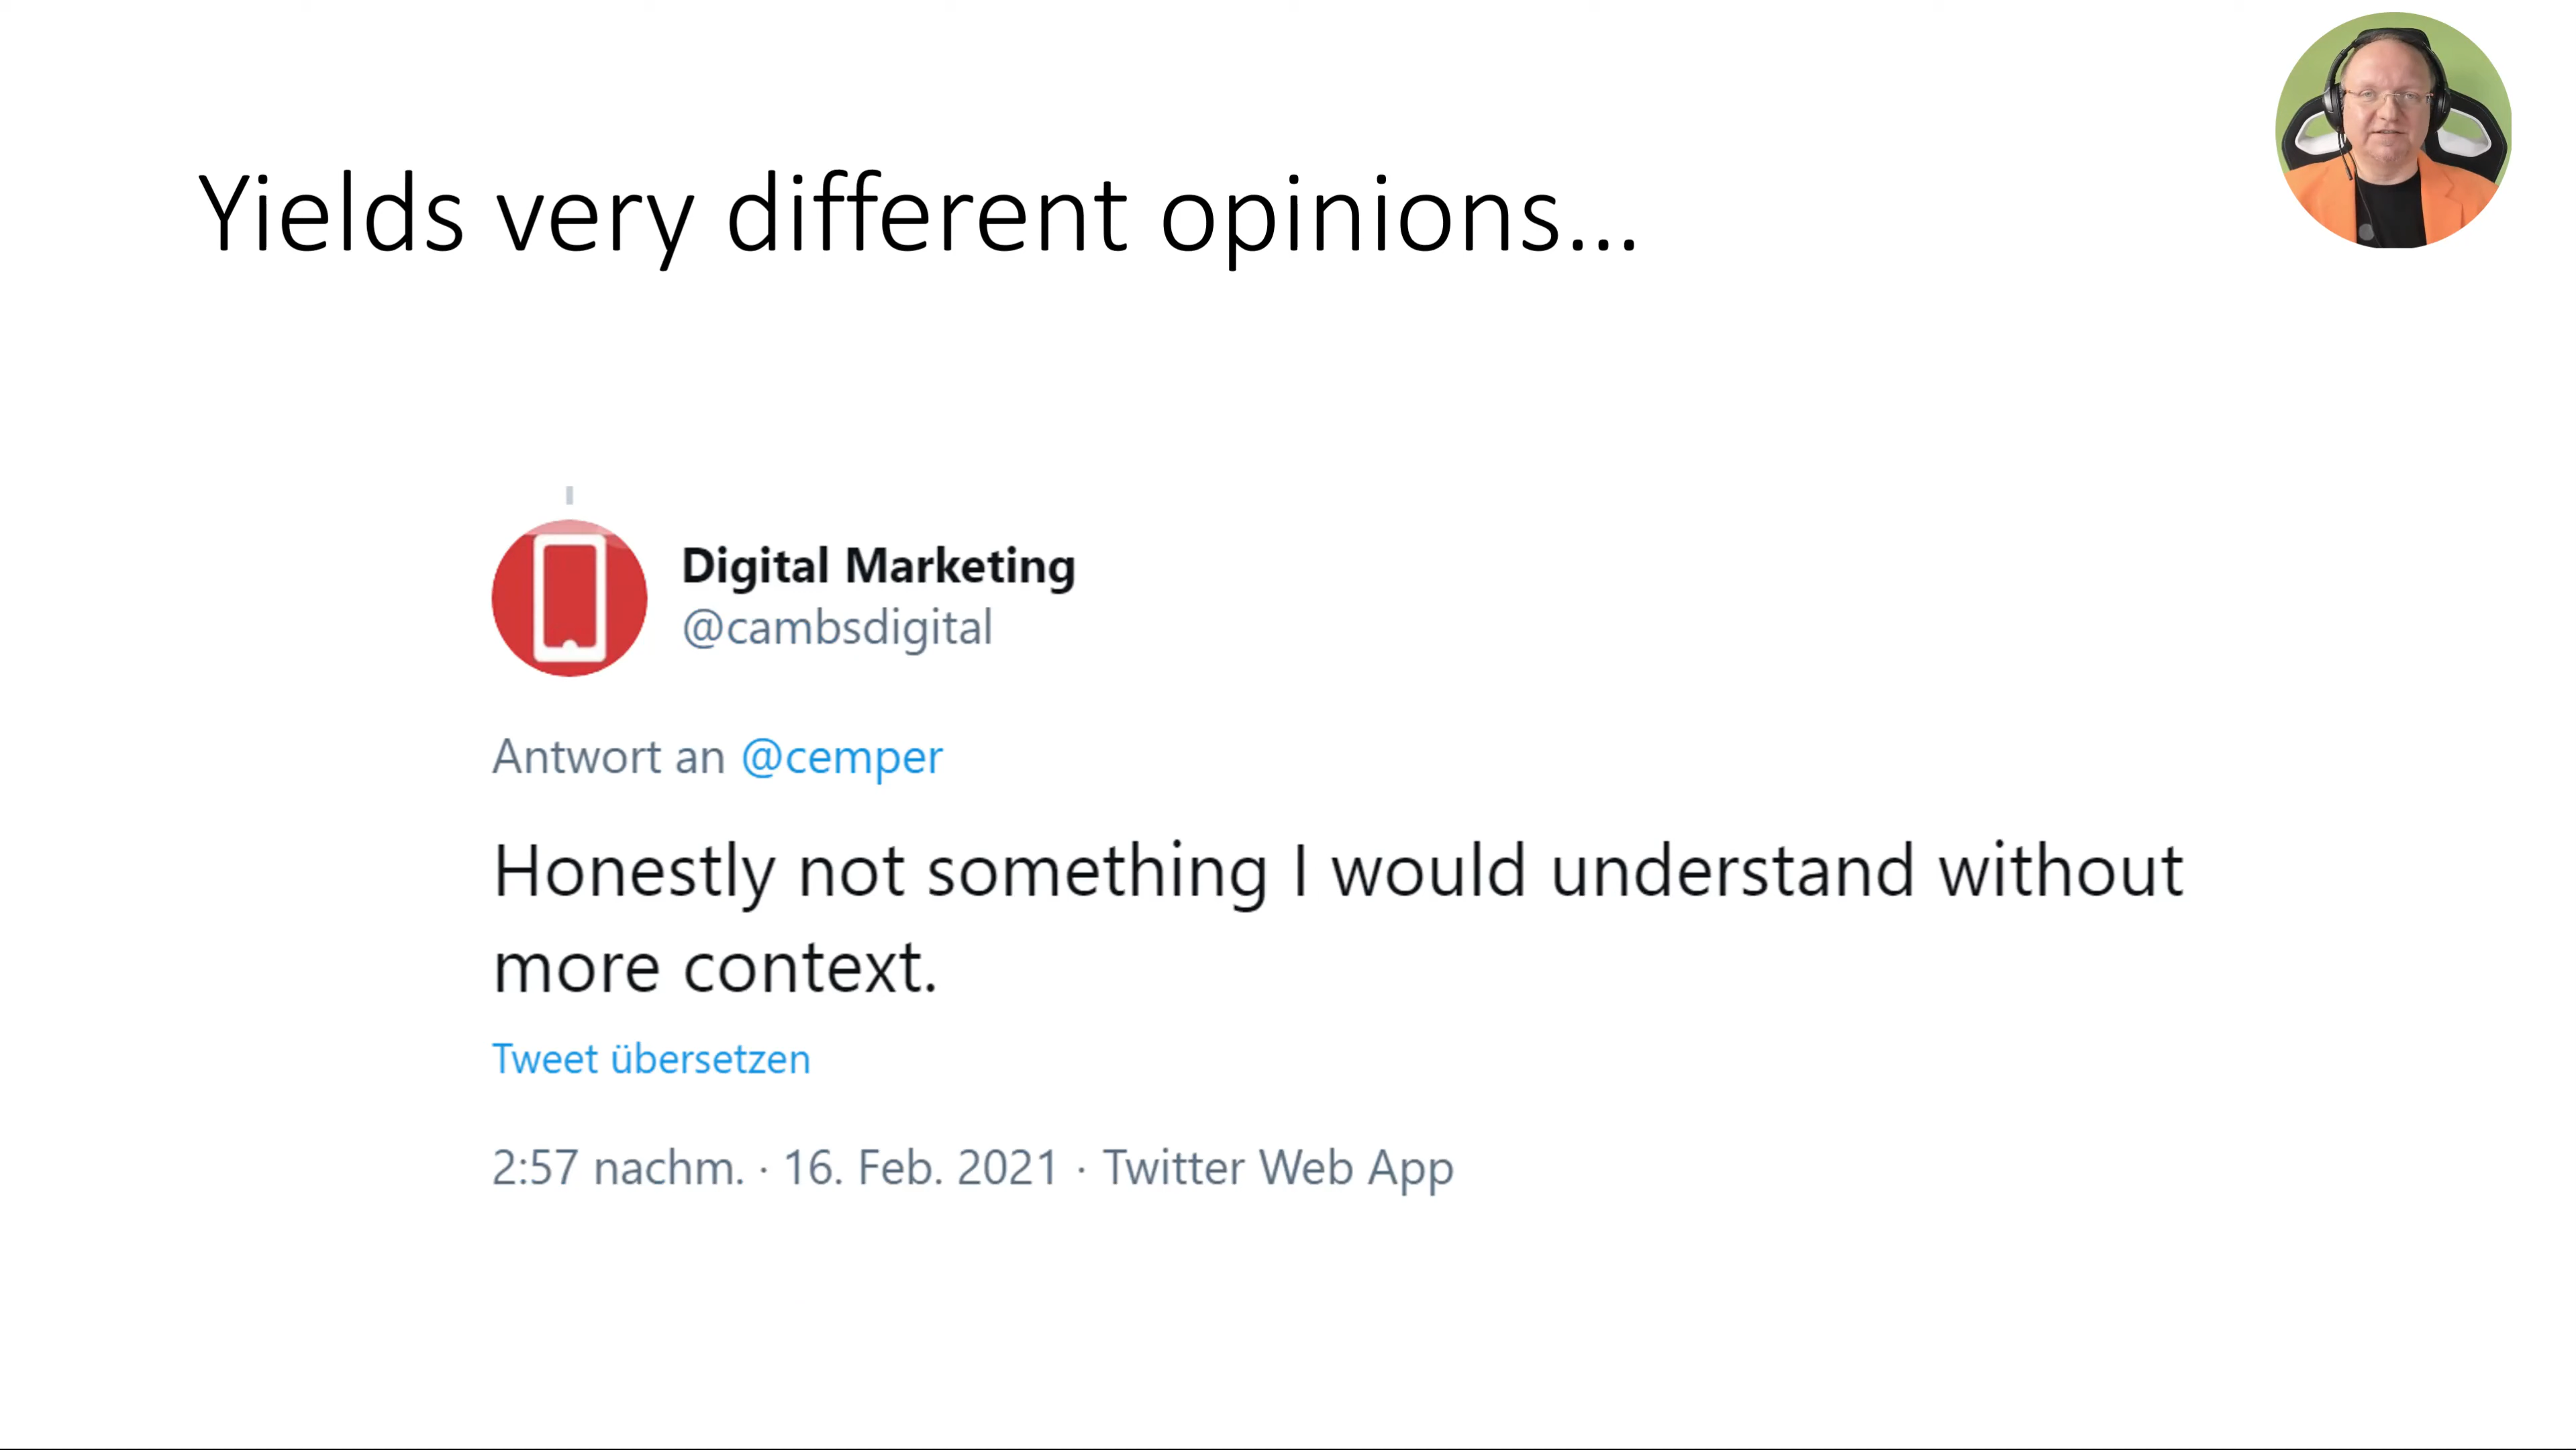 Yields very different opinions...
Digital Marketing
@cambsdigital
Antwort an @cemper
Honestly not something I would understand without
more context.
Tweet übersetzen
2:57 nachm. · 16. Feb. 2021 · Twitter Web App